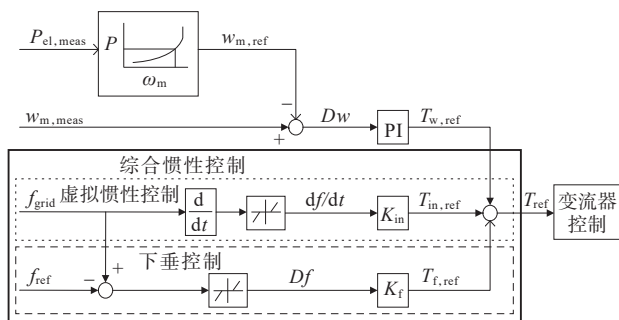 P_el,meas
P
ω_m
w_m,ref
−
w_m,meas
+
Dw
PI
T_w,ref
综合惯性控制
f_grid
虚拟惯性控制
d
dt
df/dt
K_in
T_in,ref
T_ref
变流器
控制
+
下垂控制
f_ref
−
Df
K_f
T_f,ref